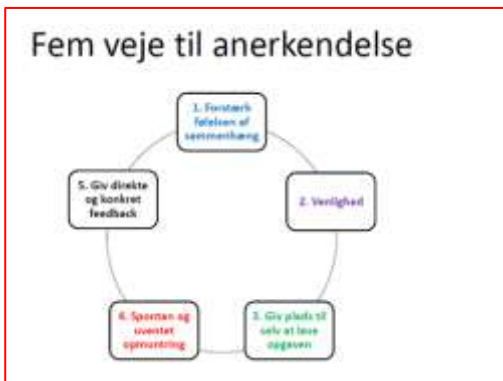 Fem veje til anerkendelse
1. Forstærk
følelsen af
sammenhæng
2. Venlighed
3. Giv plads til
selv at løse
opgaven
4. Spontan og
uventet
opmuntring
5. Giv direkte
og konkret
feedback